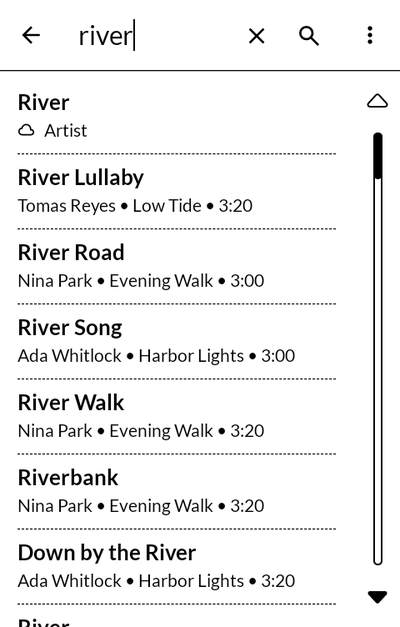 river
River
Artist
River Lullaby
Tomas Reyes • Low Tide • 3:20
River Road
Nina Park • Evening Walk • 3:00
River Song
Ada Whitlock • Harbor Lights • 3:00
River Walk
Nina Park • Evening Walk • 3:20
Riverbank
Nina Park • Evening Walk • 3:20
Down by the River
Ada Whitlock • Harbor Lights • 3:20
River